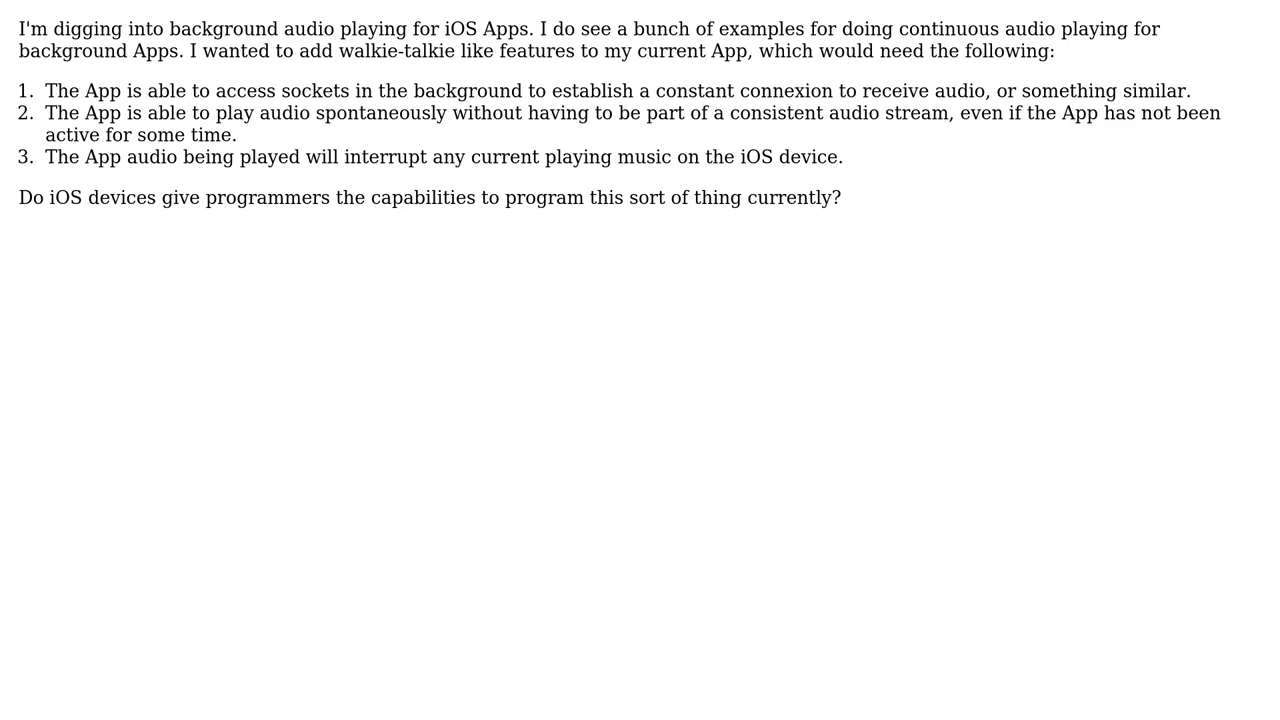 I'm digging into background audio playing for iOS Apps. I do see a bunch of examples for doing continuous audio playing for
background Apps. I wanted to add walkie-talkie like features to my current App, which would need the following:
1. The App is able to access sockets in the background to establish a constant connexion to receive audio, or something similar.
2. The App is able to play audio spontaneously without having to be part of a consistent audio stream, even if the App has not been
active for some time.
3. The App audio being played will interrupt any current playing music on the iOS device.
Do iOS devices give programmers the capabilities to program this sort of thing currently?